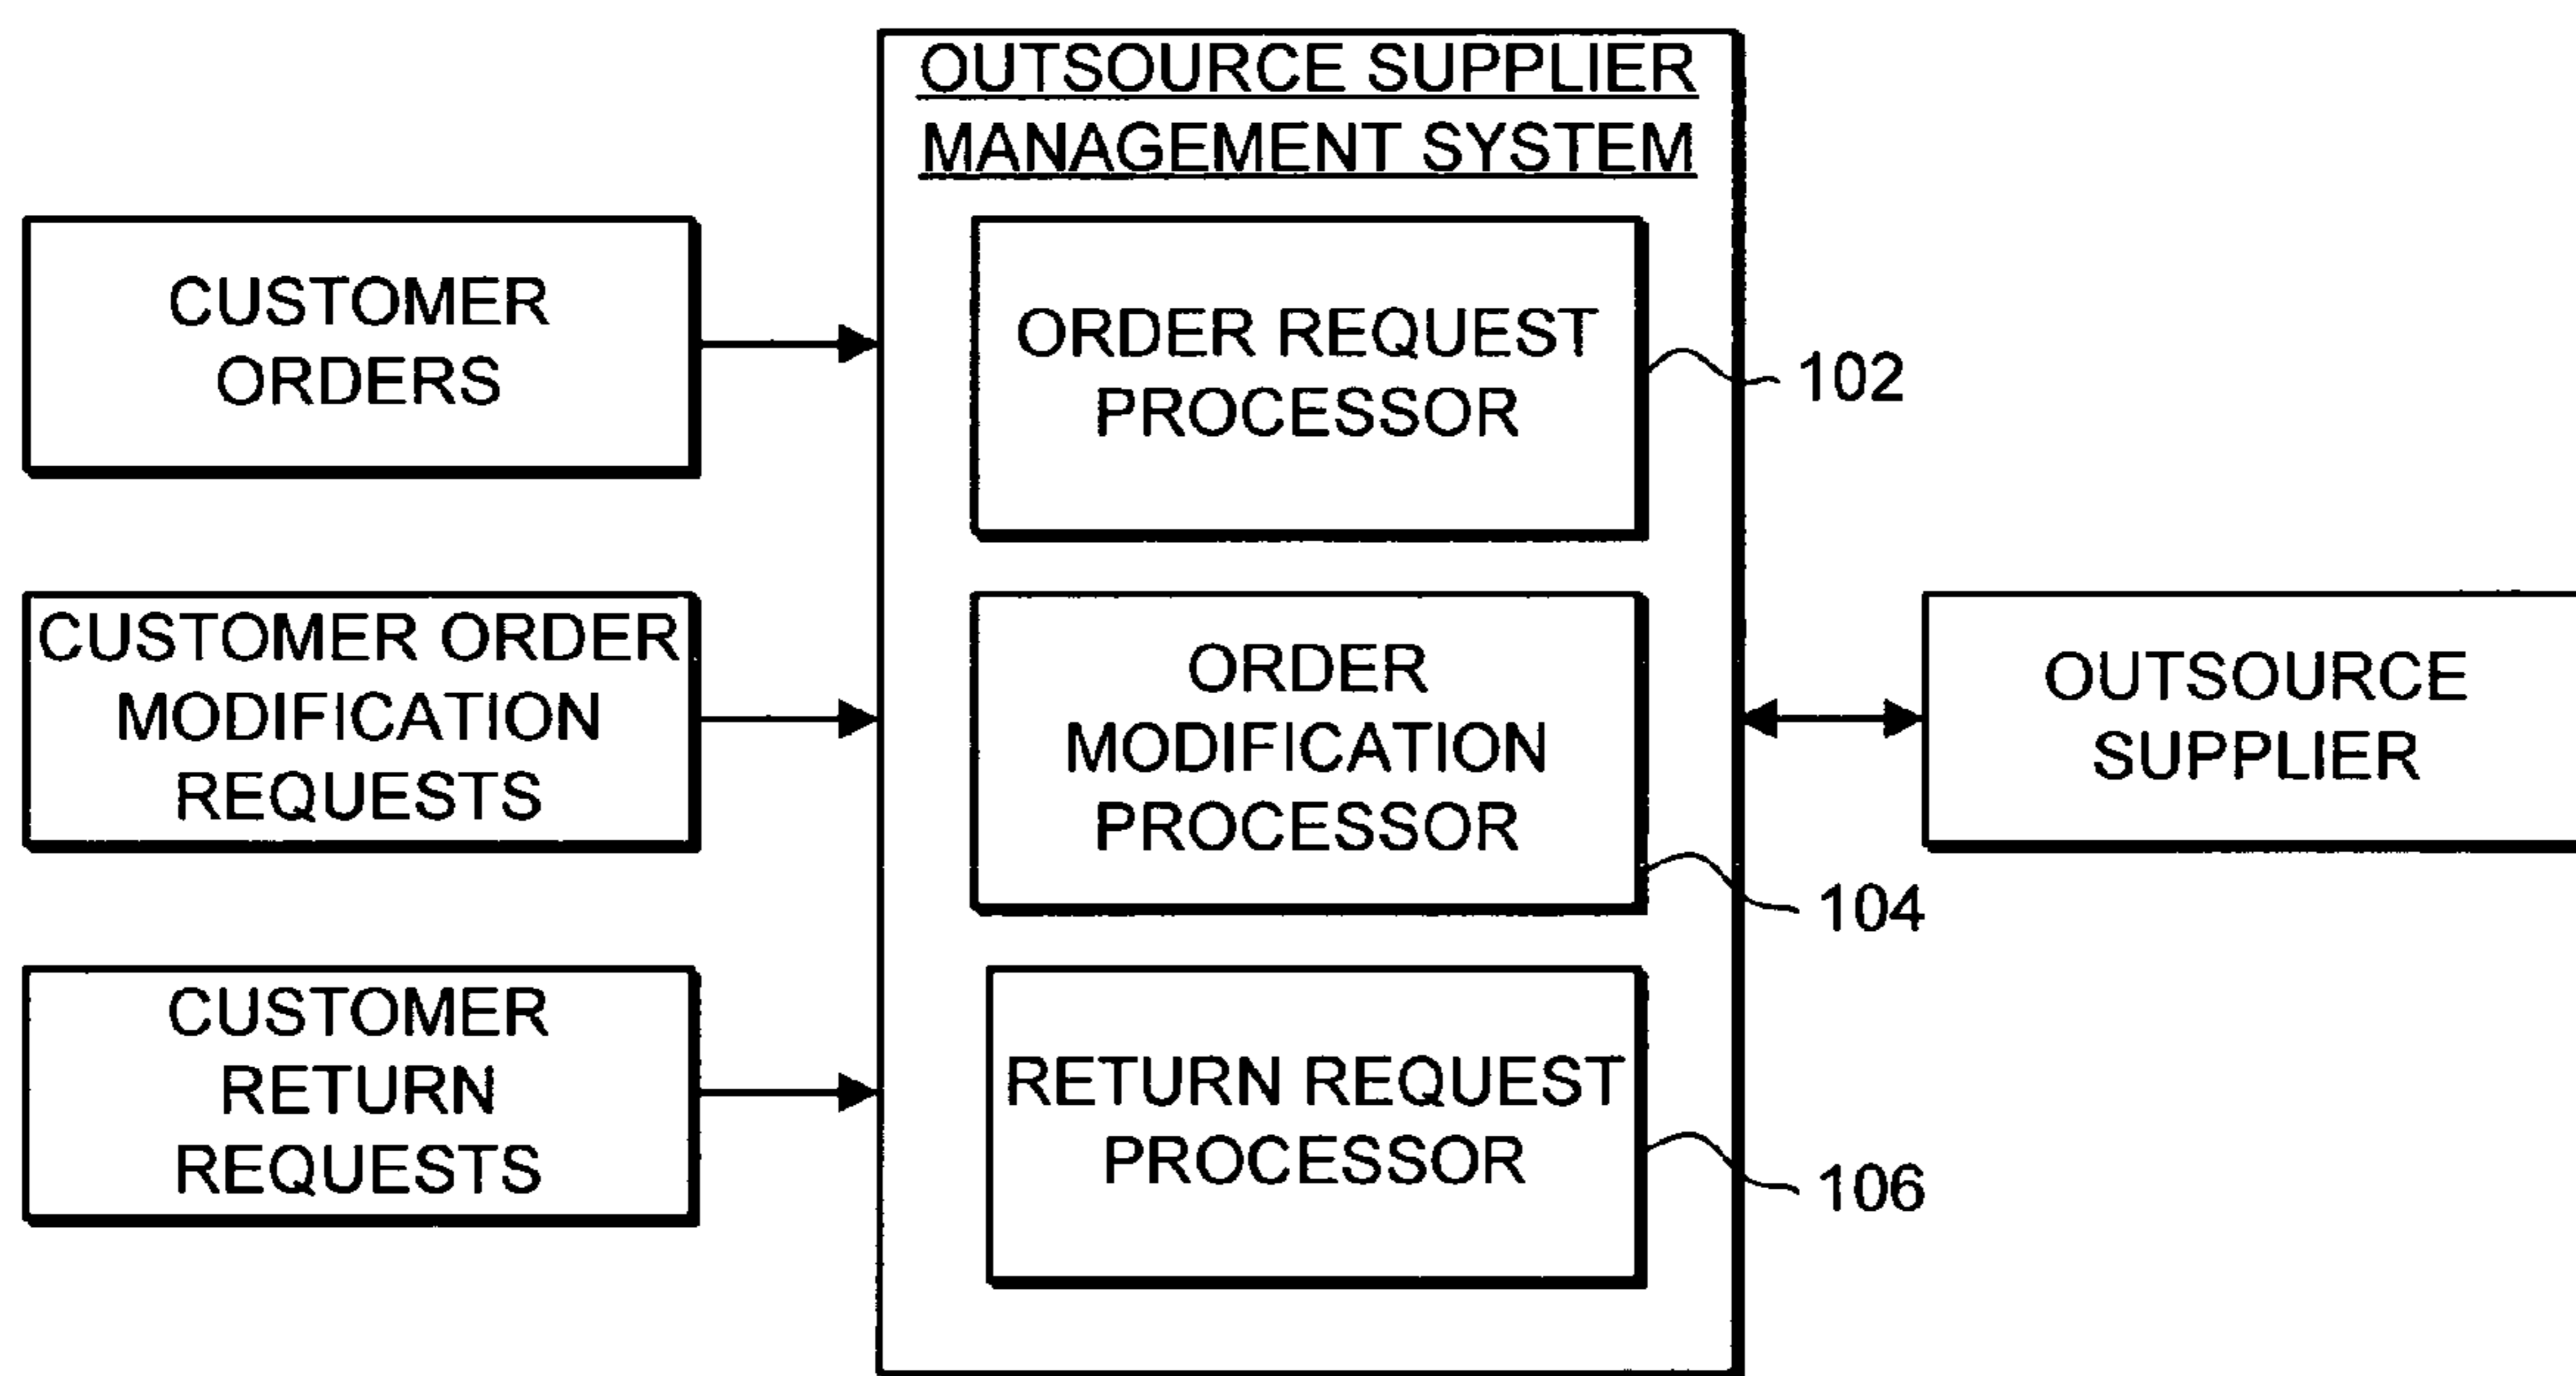 OUTSOURCE SUPPLIER
MANAGEMENT SYSTEM
CUSTOMER
ORDERS
ORDER REQUEST
PROCESSOR
102
CUSTOMER ORDER
MODIFICATION
REQUESTS
ORDER
MODIFICATION
PROCESSOR
104
OUTSOURCE
SUPPLIER
CUSTOMER
RETURN
REQUESTS
RETURN REQUEST
PROCESSOR
106